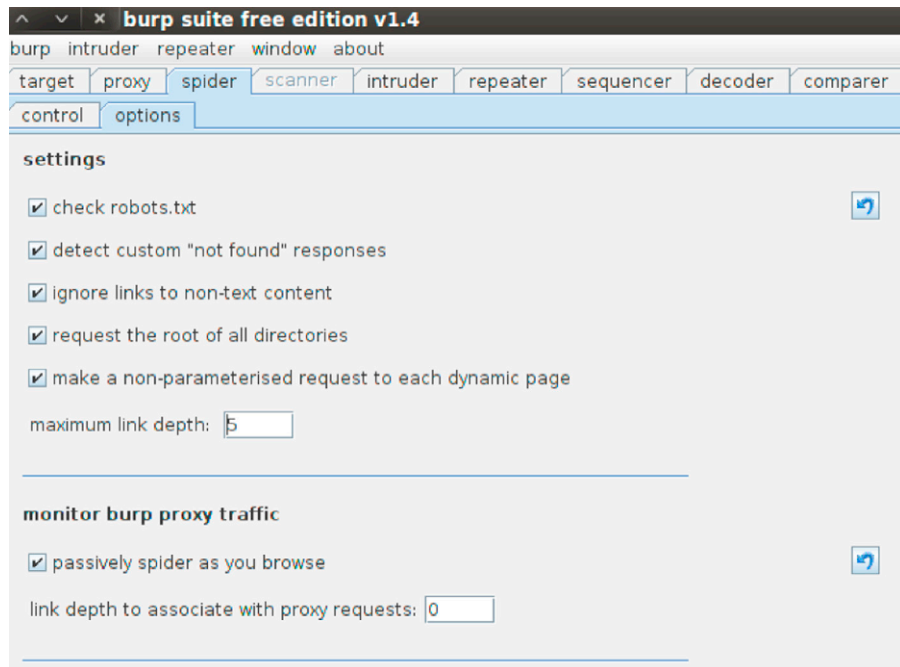 burp suite free edition v1.4
burp intruder repeater window about
target proxy spider scanner intruder repeater sequencer decoder comparer
control options
settings
check robots.txt
detect custom "not found" responses
ignore links to non-text content
request the root of all directories
make a non-parameterised request to each dynamic page
maximum link depth: 5
monitor burp proxy traffic
passively spider as you browse
link depth to associate with proxy requests: 0